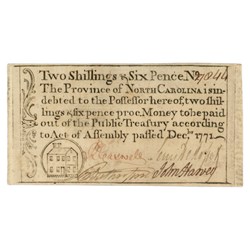 Two Shillings & Six Pence. No 7844
The Province of NORTH CAROLINA is in-
debted to the Possessor hereof, two shil-
lings & six pence proc. Money to be paid
out of the Public Treasury according
to Act of Assembly passed Decr. 1771
John Harvey